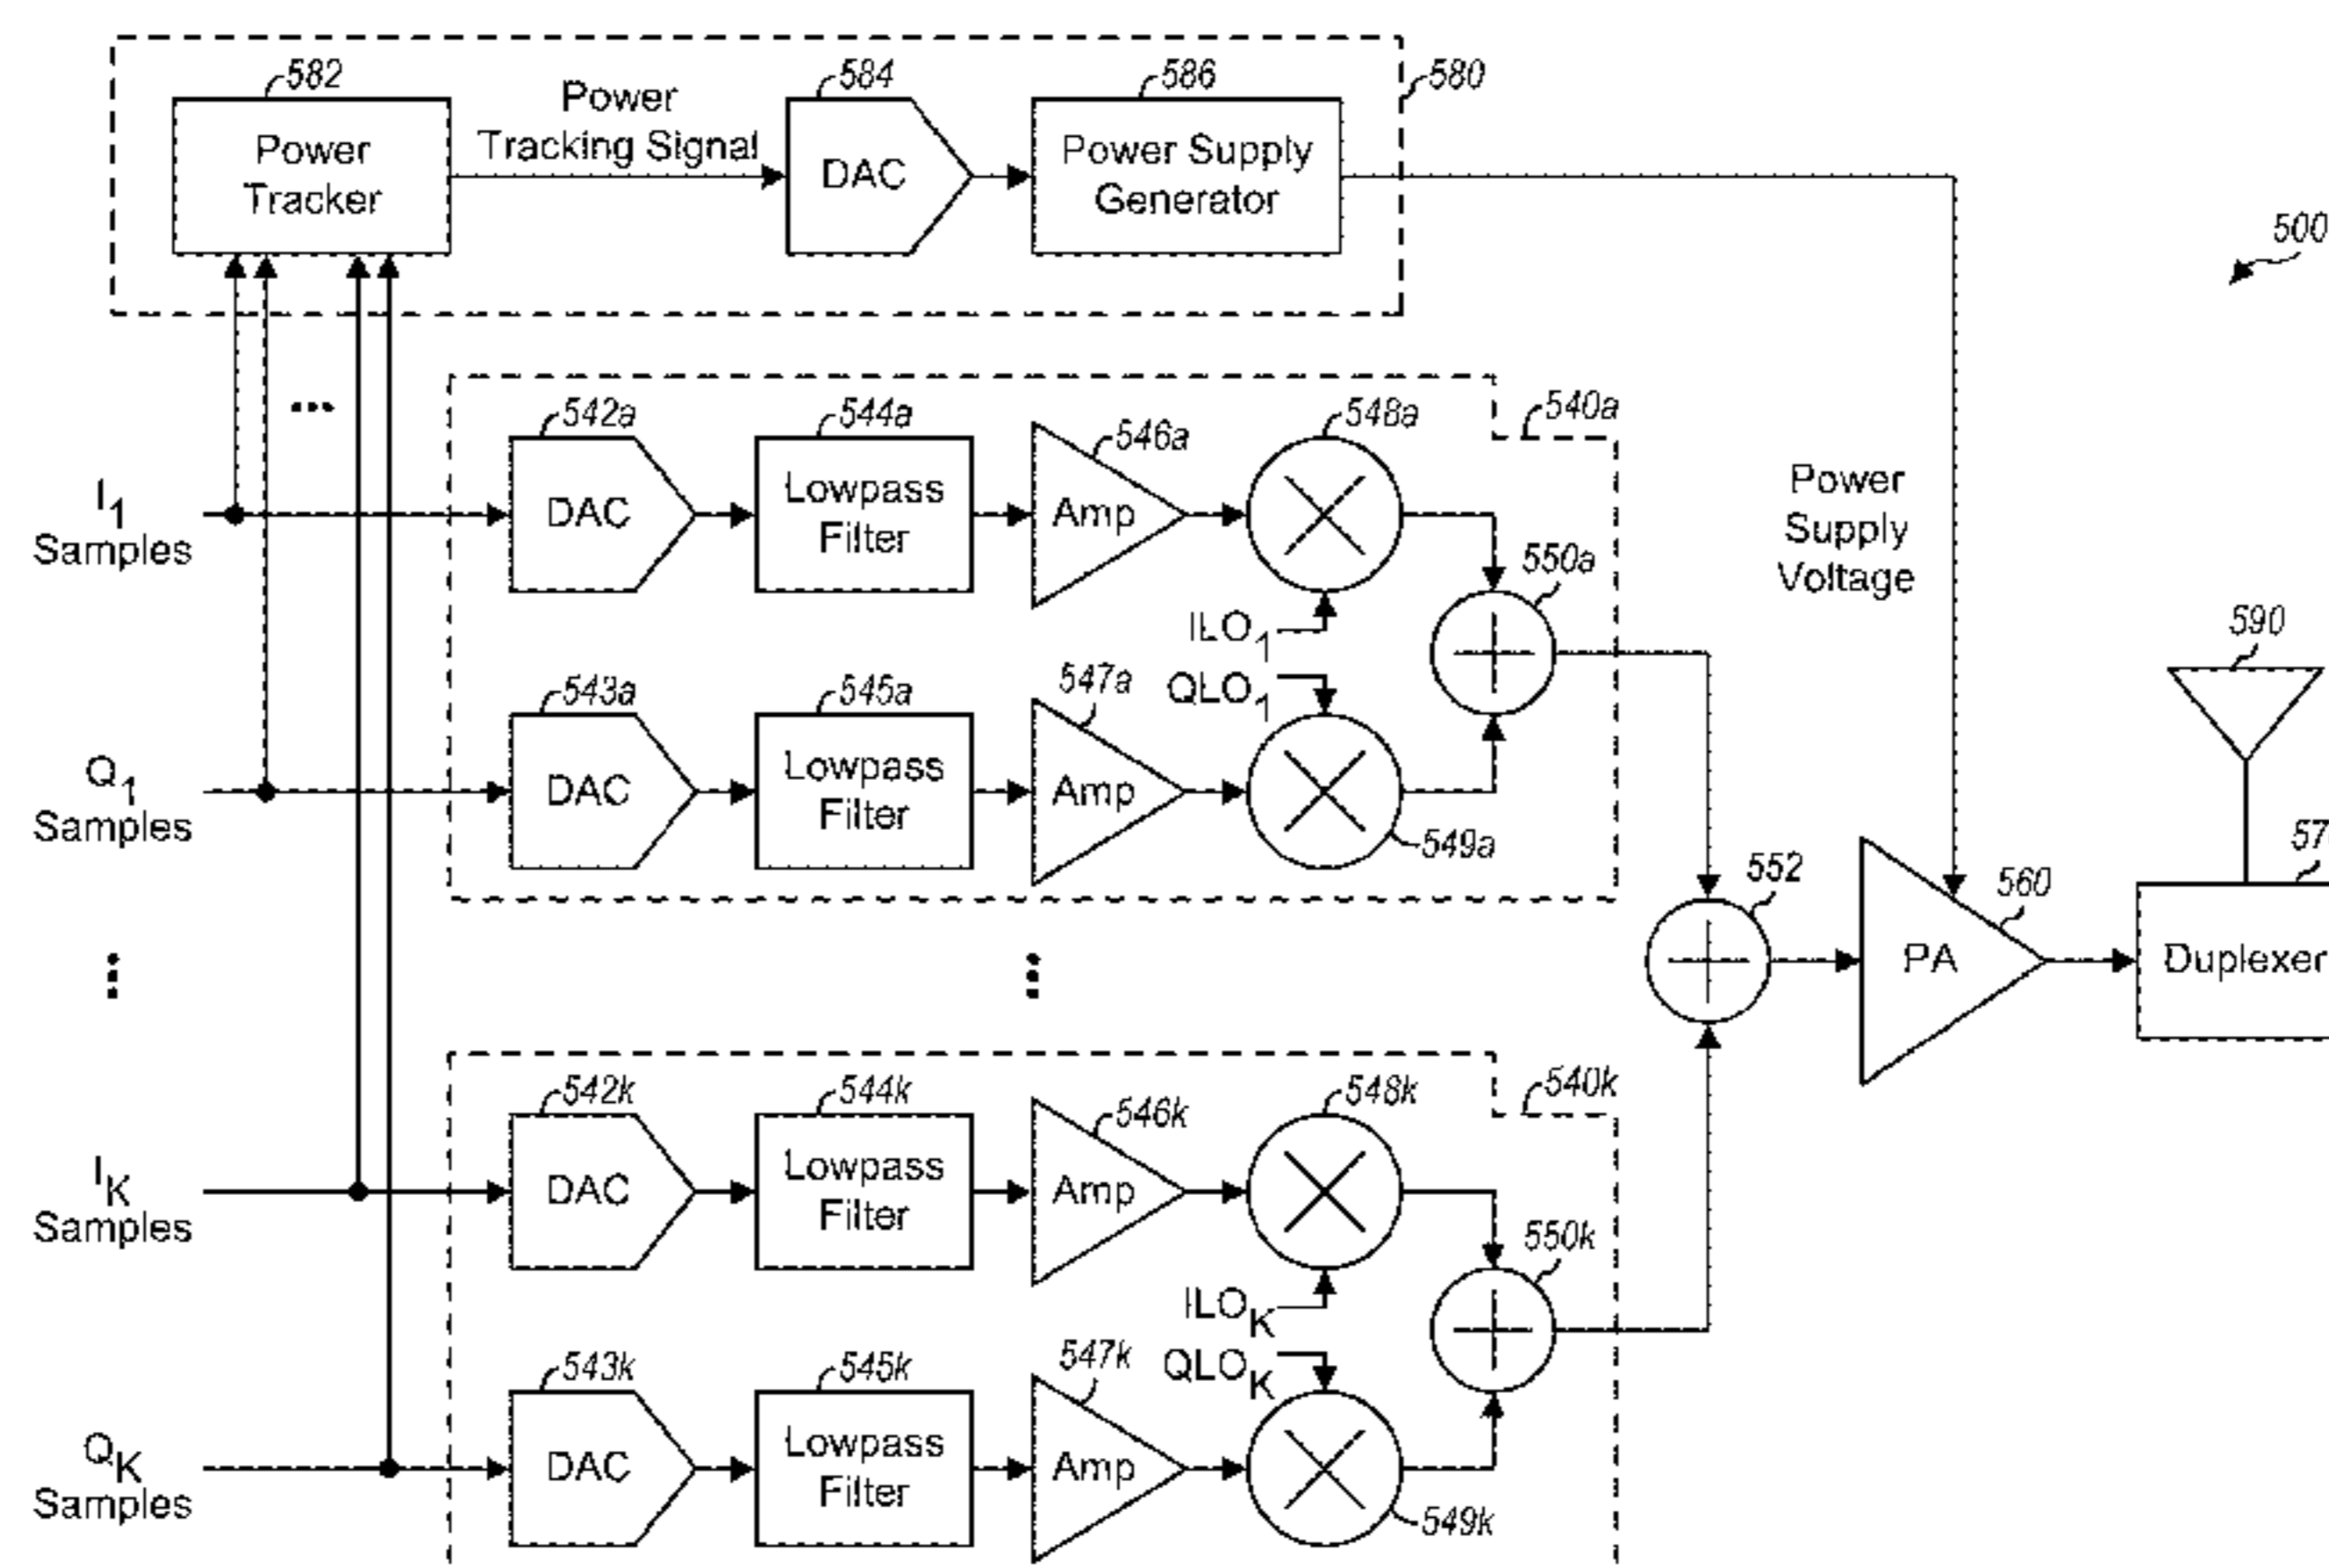 582
Power
Tracking Signal
584
586
580
Power
Tracker
DAC
Power Supply
Generator
500
...
542a
544a
546a
548a
540a
I1
Samples
DAC
Lowpass
Filter
Amp
ILO1
550a
Power
Supply
Voltage
543a
545a
547a
QLO1
590
Q1
Samples
DAC
Lowpass
Filter
Amp
549a
552
560
PA
Duplexer
542k
544k
546k
548k
540k
IK
Samples
DAC
Lowpass
Filter
Amp
ILOK
550k
543k
545k
547k
QLOK
QK
Samples
DAC
Lowpass
Filter
Amp
549k